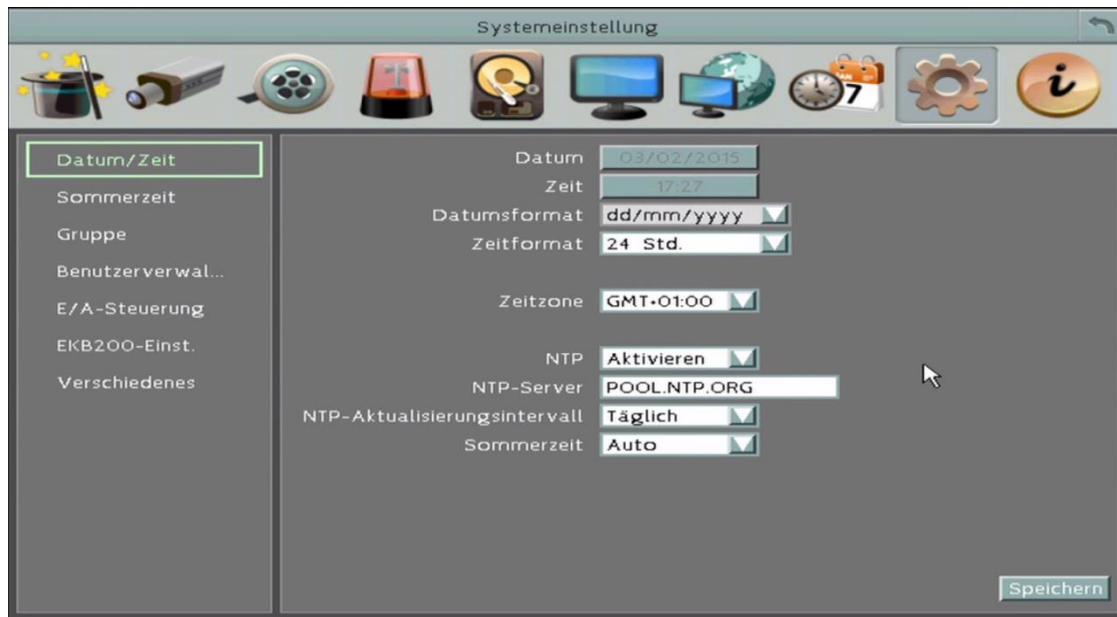 Systemeinstellung
7
i
Datum/Zeit
Sommerzeit
Gruppe
Benutzerverwal...
E/A-Steuerung
EKB200-Einst.
Verschiedenes
Datum 03/02/2015
Zeit 17:27
Datumsformat dd/mm/yyyy
Zeitformat 24 Std.
Zeitzone GMT+01:00
NTP Aktivieren
NTP-Server POOL.NTP.ORG
NTP-Aktualisierungsintervall Täglich
Sommerzeit Auto
Speichern